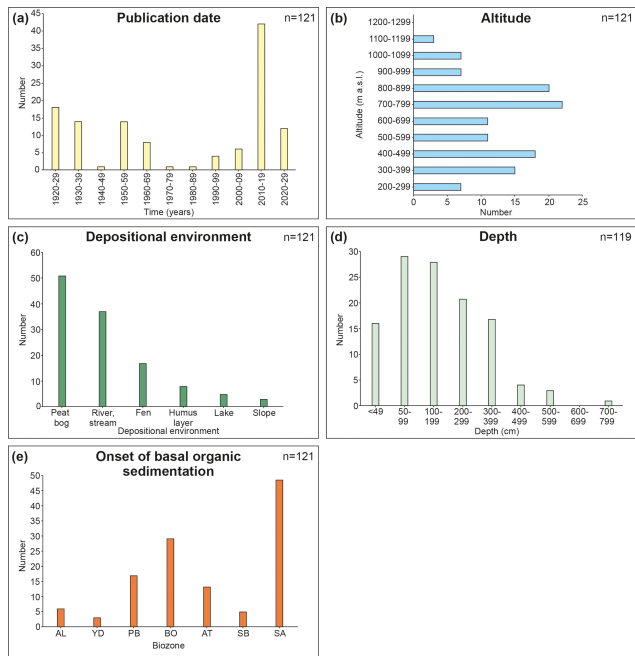 (a) Publication date n=121
Number
45
40
35
30
25
20
15
10
5
0
1920-29
1930-39
1940-49
1950-59
1960-69
1970-79
1980-89
1990-99
2000-09
2010-19
2020-29
Time (years)
(b) Altitude n=121
Altitude (m a.s.l.)
1200-1299
1100-1199
1000-1099
900-999
800-899
700-799
600-699
500-599
400-499
300-399
200-299
0 5 10 15 20 25
Number
(c) Depositional environment n=121
Number
60
50
40
30
20
10
0
Peat bog
River, stream
Fen
Humus layer
Lake
Slope
Depositional environment
(d) Depth n=119
Number
30
25
20
15
10
5
0
<49
50-99
100-199
200-299
300-399
400-499
500-599
600-699
700-799
Depth (cm)
(e) Onset of basal organic n=121
sedimentation
Number
50
45
40
35
30
25
20
15
10
5
0
AL YD PB BO AT SB SA
Biozone